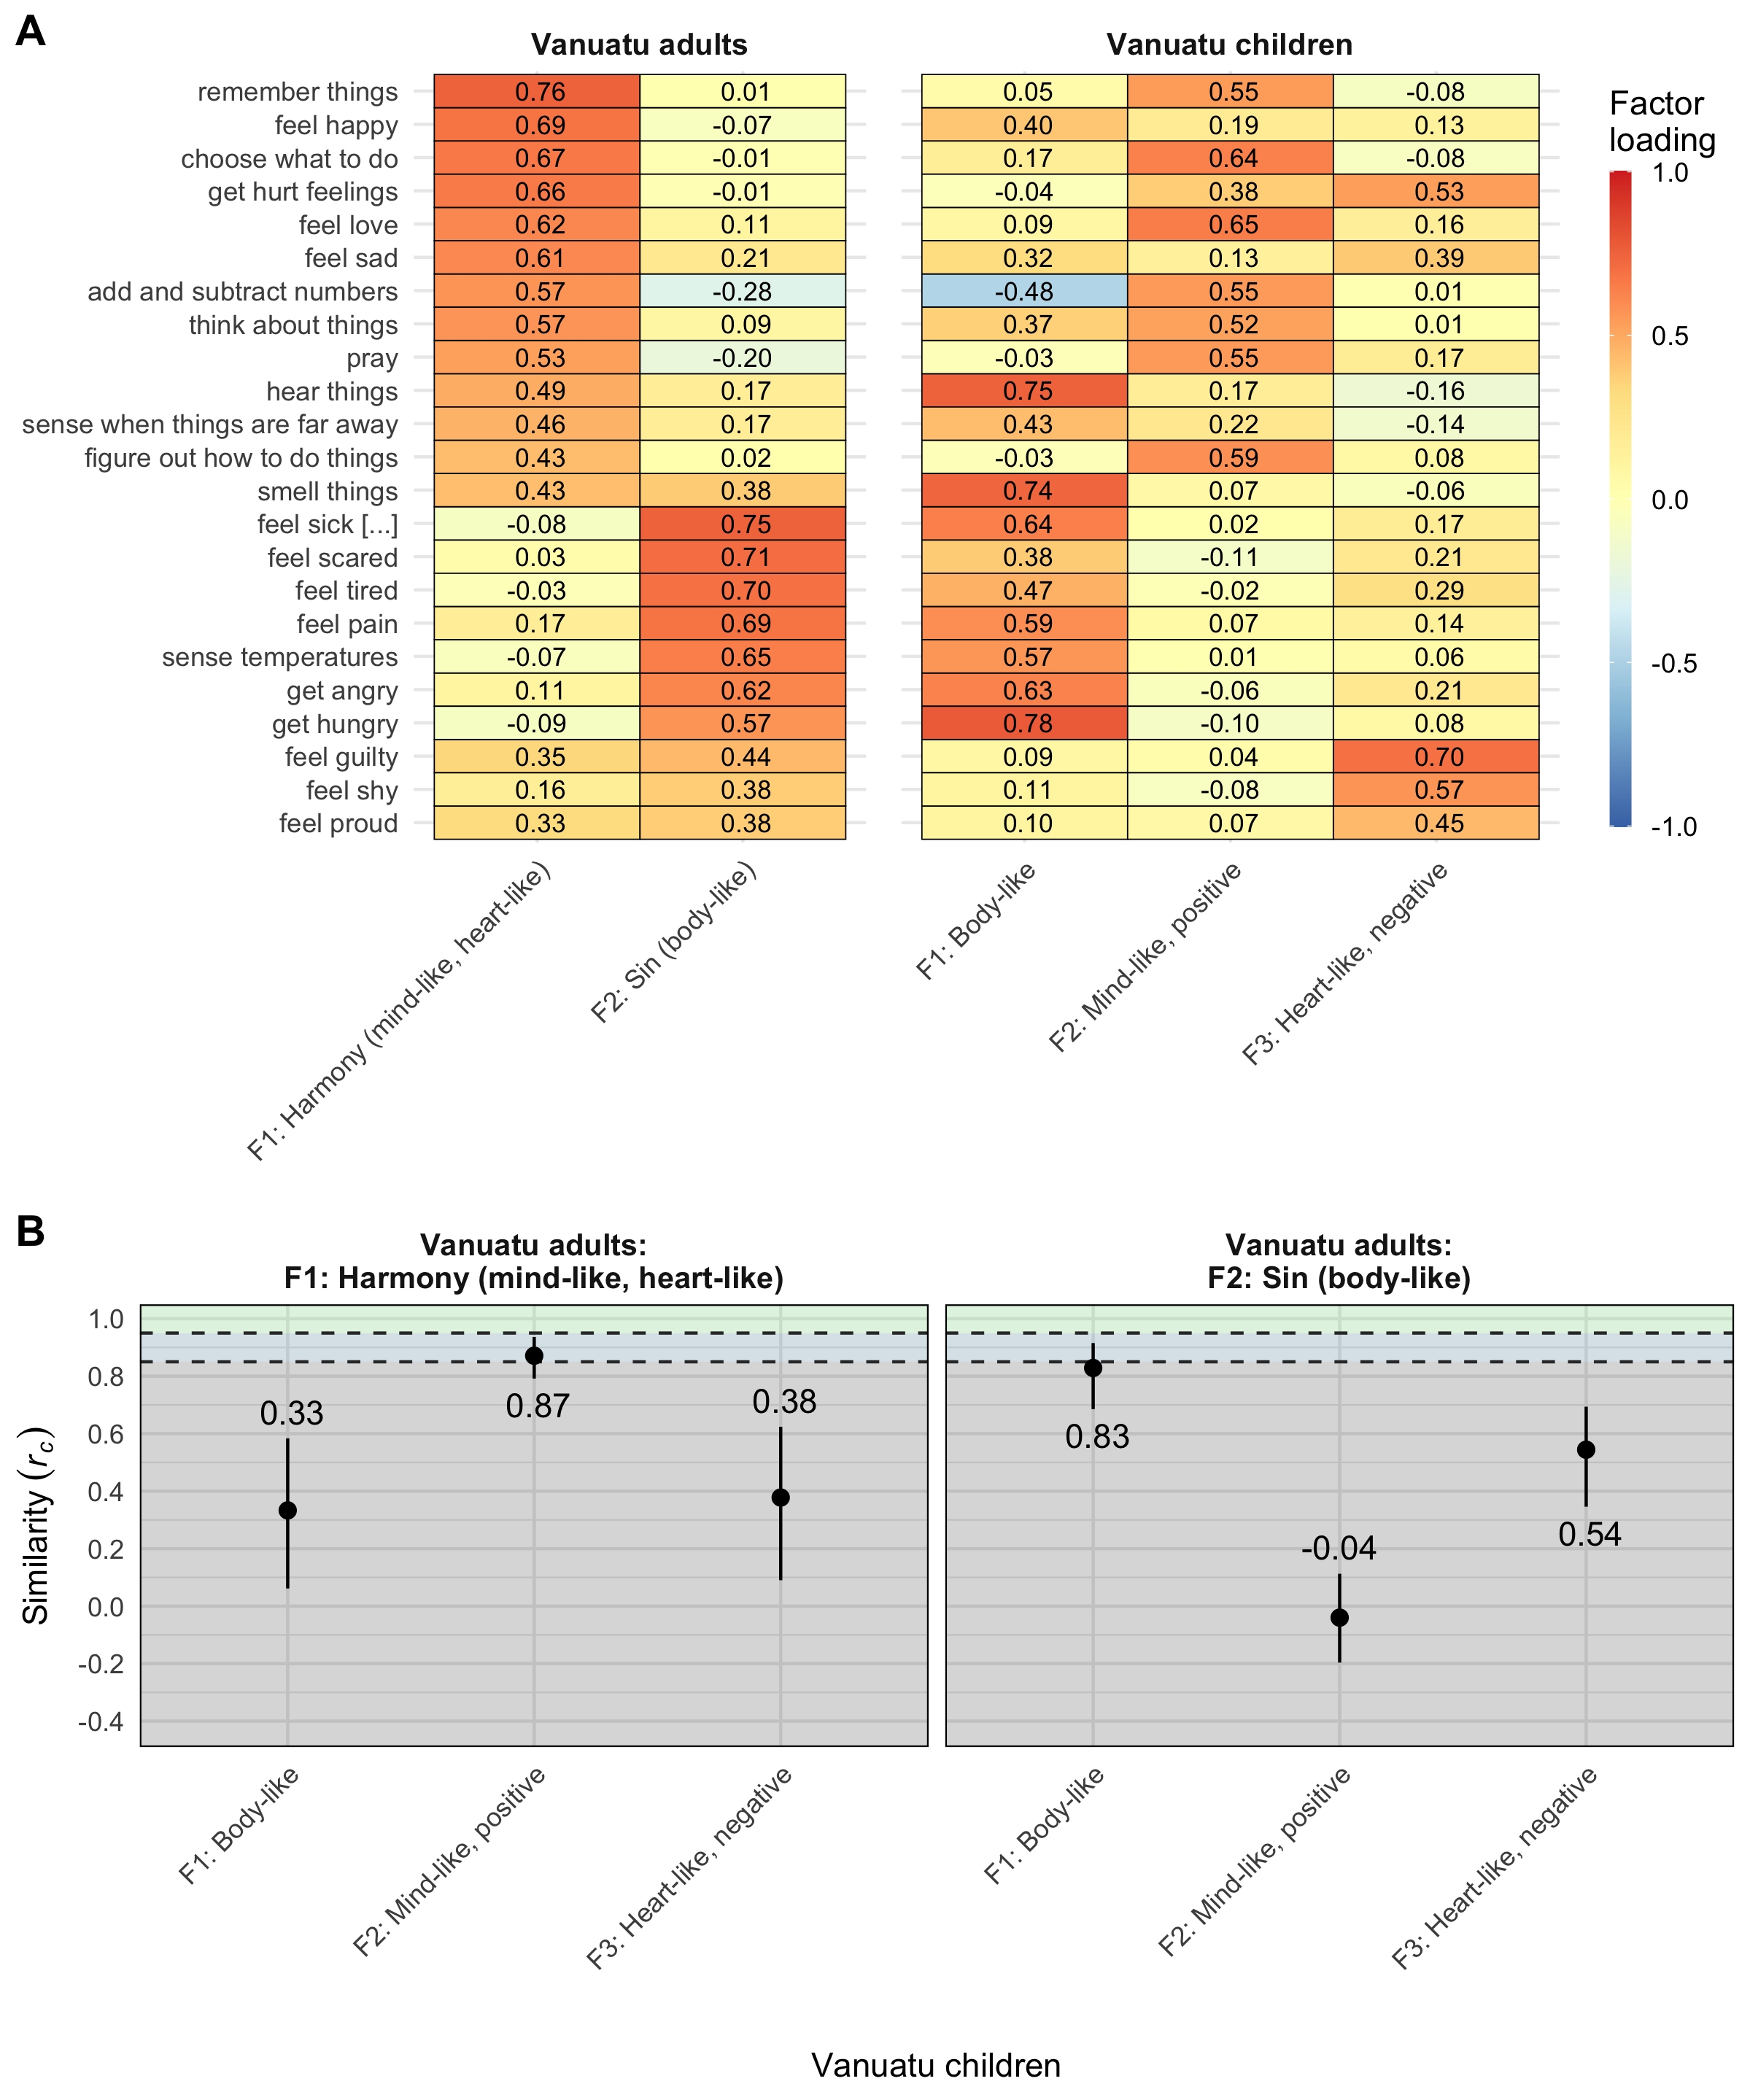 A
Vanuatu adults
Vanuatu children
remember things 0.76 0.01 0.05 0.55 -0.08
feel happy 0.69 -0.07 0.40 0.19 0.13
choose what to do 0.67 -0.01 0.17 0.64 -0.08
get hurt feelings 0.66 -0.01 -0.04 0.38 0.53
feel love 0.62 0.11 0.09 0.65 0.16
feel sad 0.61 0.21 0.32 0.13 0.39
add and subtract numbers 0.57 -0.28 -0.48 0.55 0.01
think about things 0.57 0.09 0.37 0.52 0.01
pray 0.53 -0.20 -0.03 0.55 0.17
hear things 0.49 0.17 0.75 0.17 -0.16
sense when things are far away 0.46 0.17 0.43 0.22 -0.14
figure out how to do things 0.43 0.02 -0.03 0.59 0.08
smell things 0.43 0.38 0.74 0.07 -0.06
feel sick [...] -0.08 0.75 0.64 0.02 0.17
feel scared 0.03 0.71 0.38 -0.11 0.21
feel tired -0.03 0.70 0.47 -0.02 0.29
feel pain 0.17 0.69 0.59 0.07 0.14
sense temperatures -0.07 0.65 0.57 0.01 0.06
get angry 0.11 0.62 0.63 -0.06 0.21
get hungry -0.09 0.57 0.78 -0.10 0.08
feel guilty 0.35 0.44 0.09 0.04 0.70
feel shy 0.16 0.38 0.11 -0.08 0.57
feel proud 0.33 0.38 0.10 0.07 0.45
F1: Harmony (mind-like, heart-like)
F2: Sin (body-like)
F1: Body-like
F2: Mind-like, positive
F3: Heart-like, negative
Factor
loading
1.0
0.5
0.0
-0.5
-1.0
B
Vanuatu adults:
F1: Harmony (mind-like, heart-like)
Vanuatu adults:
F2: Sin (body-like)
Similarity (rc)
1.0
0.8
0.6
0.4
0.2
0.0
-0.2
-0.4
0.33
0.87
0.38
0.83
-0.04
0.54
F1: Body-like
F2: Mind-like, positive
F3: Heart-like, negative
F1: Body-like
F2: Mind-like, positive
F3: Heart-like, negative
Vanuatu children